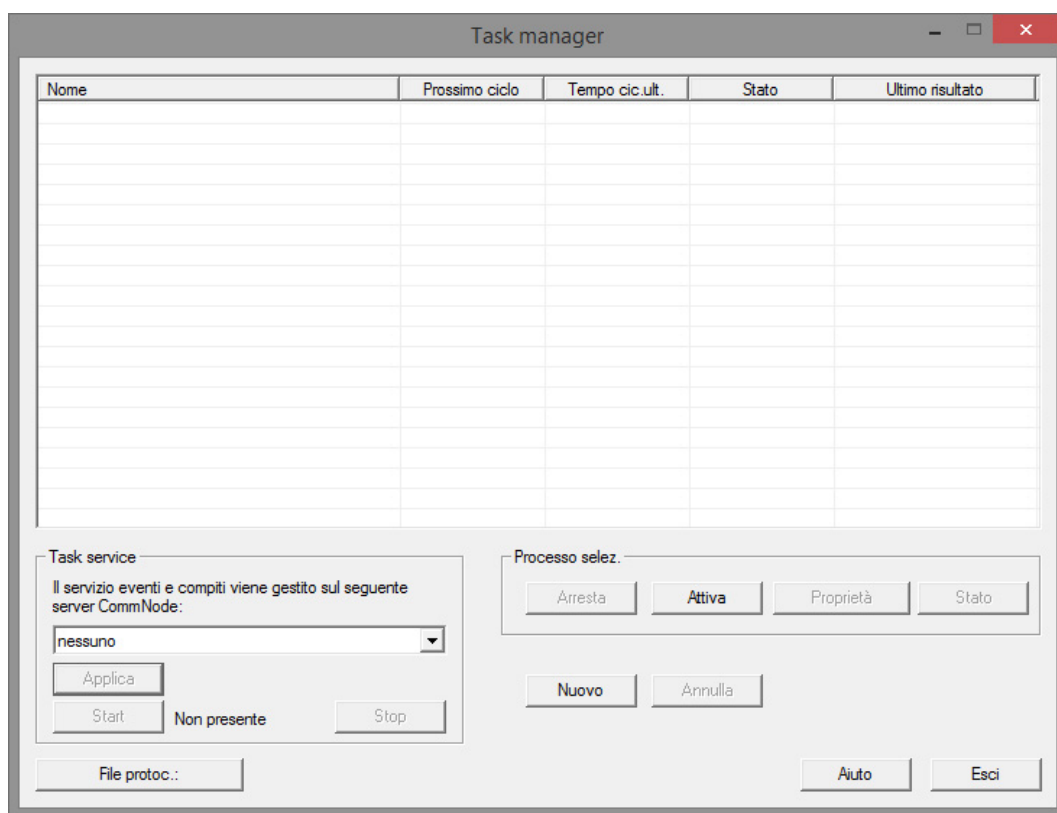 Task manager
Nome Prossimo ciclo Tempo cic.ult. Stato Ultimo risultato
Task service
Il servizio eventi e compiti viene gestito sul seguente
server CommNode:
nessuno
Applica
Start Non presente Stop
Processo selez.
Arresta Attiva Proprietà Stato
Nuovo Annulla
File protoc.: Aiuto Esci